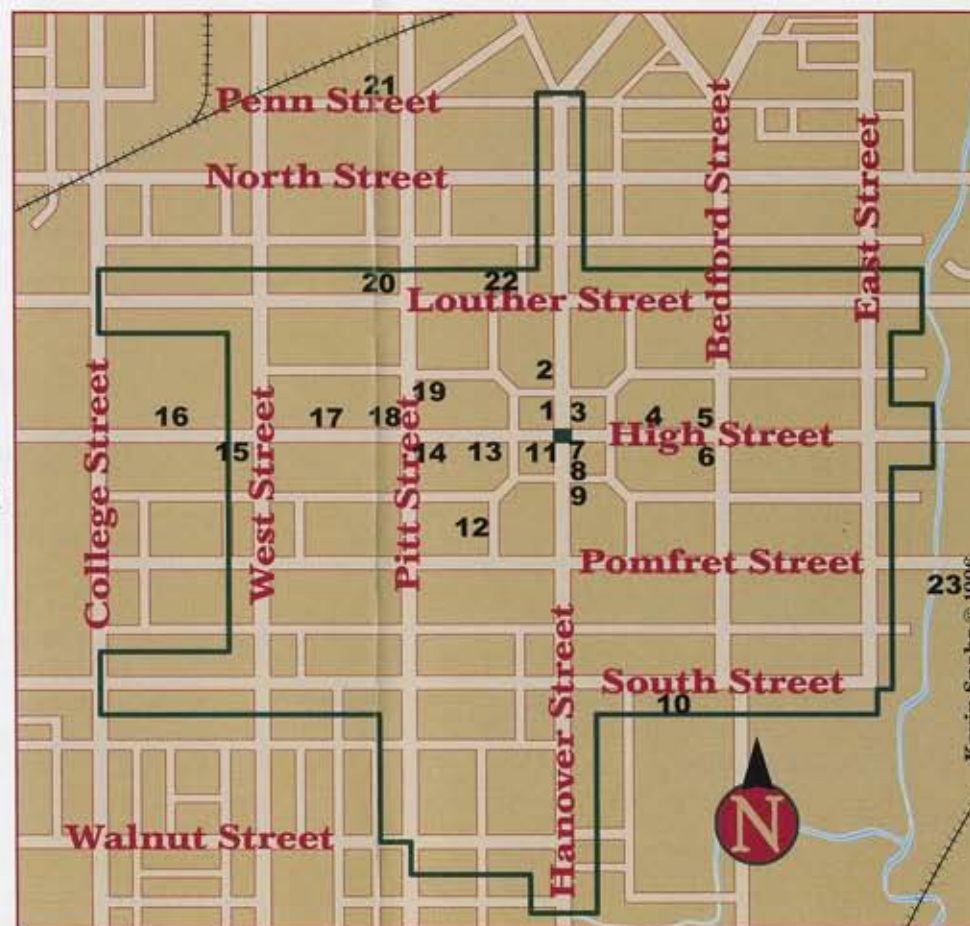 21
Penn Street
North Street
Bedford Street
East Street
20
22
Louther Street
2
19
16
17
18
1
3
4
5
High Street
15
14
13
11
7
6
8
9
College Street
West Street
Pitt Street
12
Pomfret Street
23
Hanover Street
South Street
10
N
Walnut Street